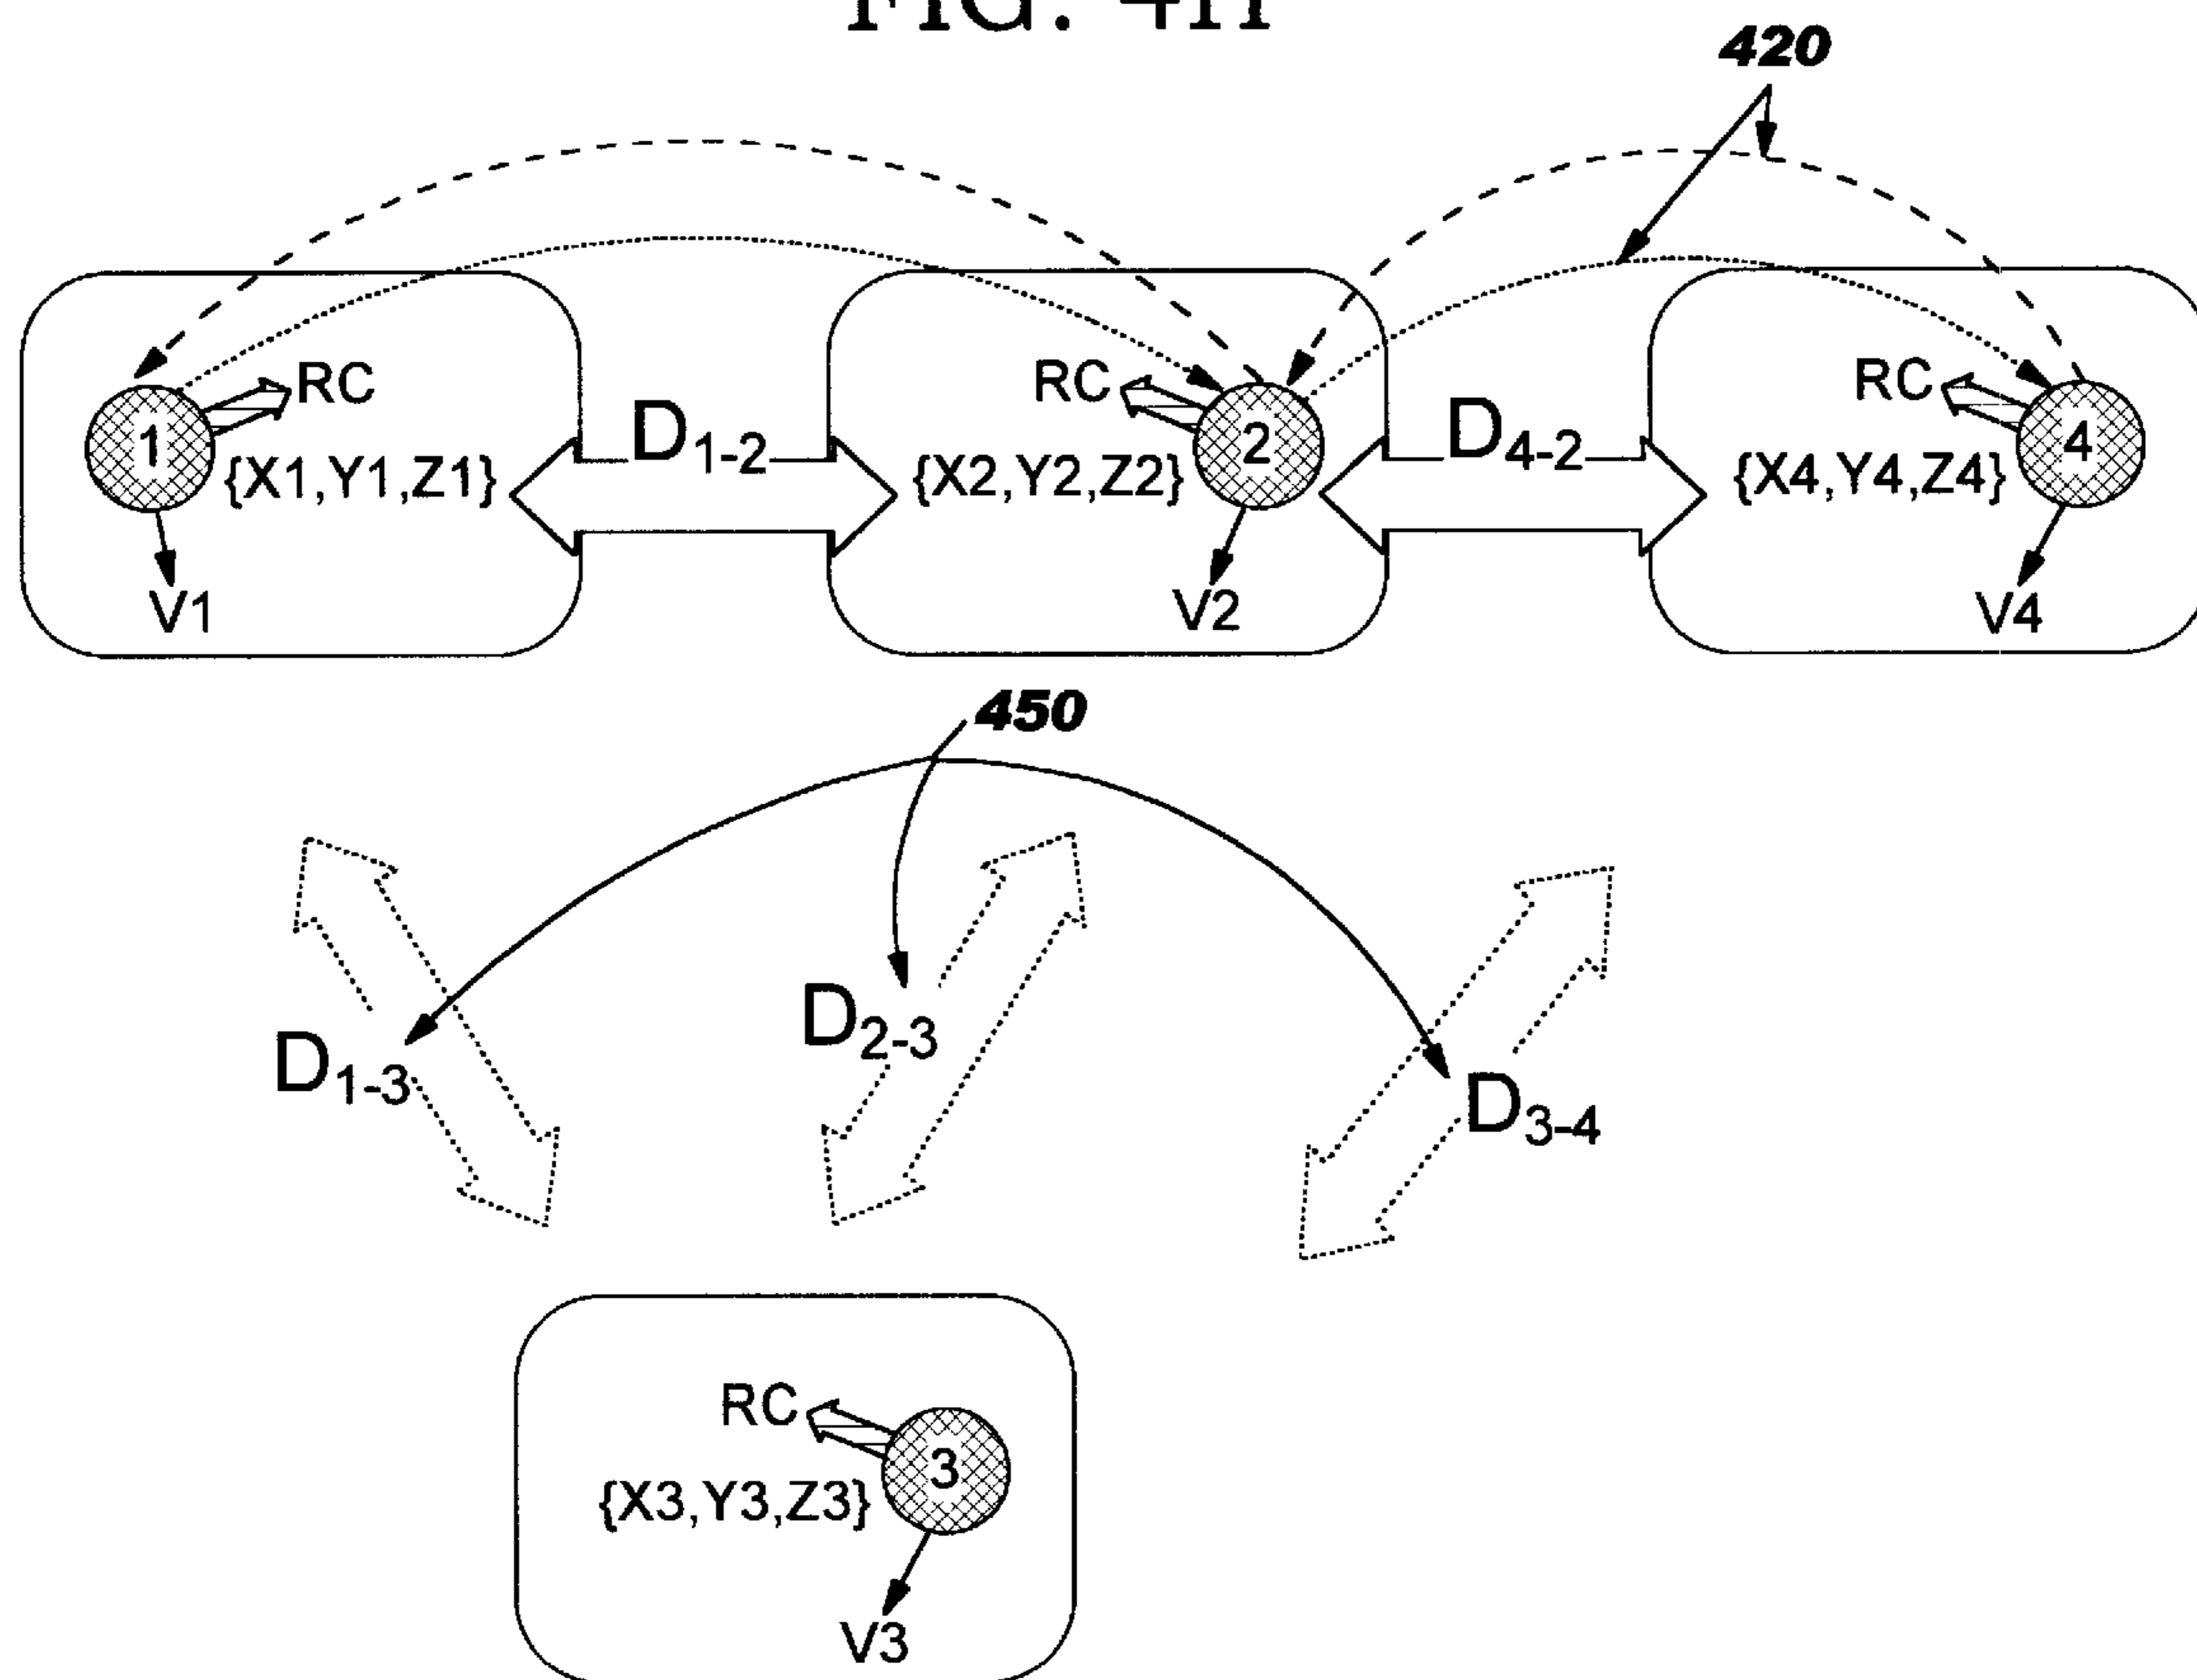 FIG. 4H
420
RC
RC
RC
1
D1-2
2
D4-2
4
{X1,Y1,Z1}
{X2,Y2,Z2}
{X4,Y4,Z4}
V1
V2
V4
450
D1-3
D2-3
D3-4
RC
3
{X3,Y3,Z3}
V3